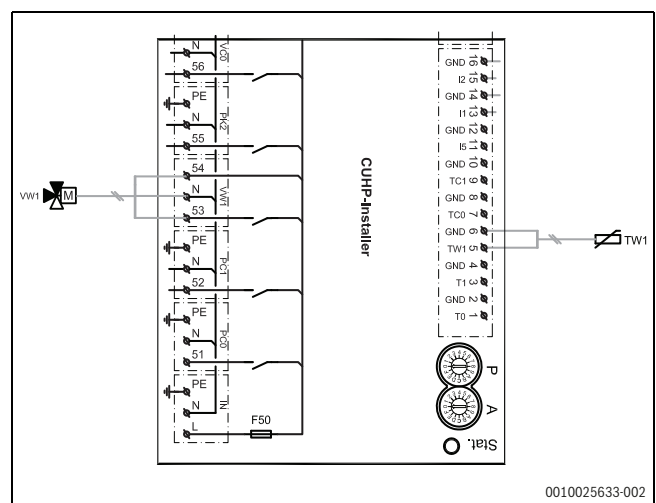 N
VC0
56
PE
N
PK2
55
54
N
VW1
53
PE
N
PC1
52
PE
N
PC0
51
PE
N
IN
L
F50
VW1
M
CUHP-Installer
GND 16
I2 15
GND 14
I1 13
GND 12
I5 11
GND 10
TC1 9
GND 8
TC0 7
GND 6
TW1 5
GND 4
T1 3
GND 2
T0 1
TW1
P
A
Stat.
0010025633-002